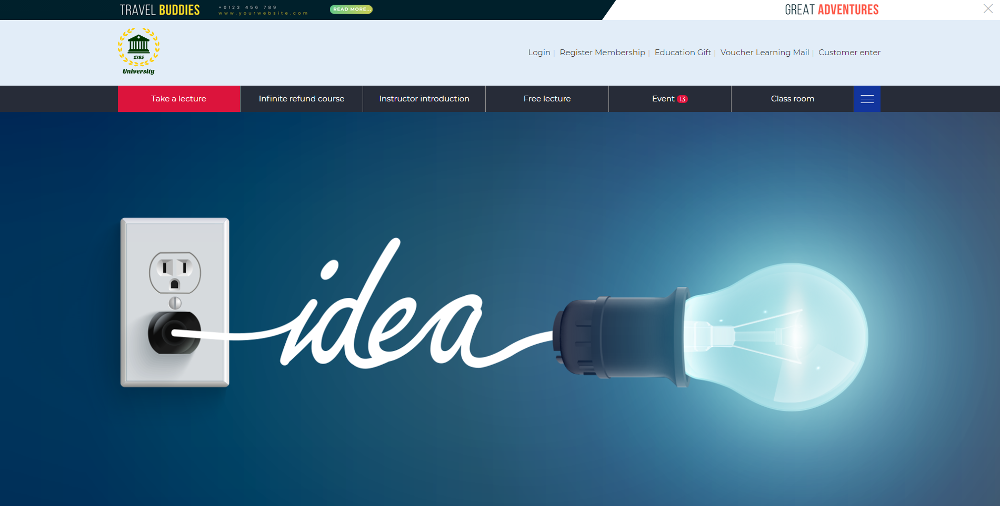 TRAVEL BUDDIES
+0123 456 789
www.yourwebsite.com
READ MORE...
GREAT ADVENTURES
1785
University
Login | Register Membership | Education Gift | Voucher Learning Mail | Customer enter
Take a lecture
Infinite refund course
Instructor introduction
Free lecture
Event 13
Class room
idea